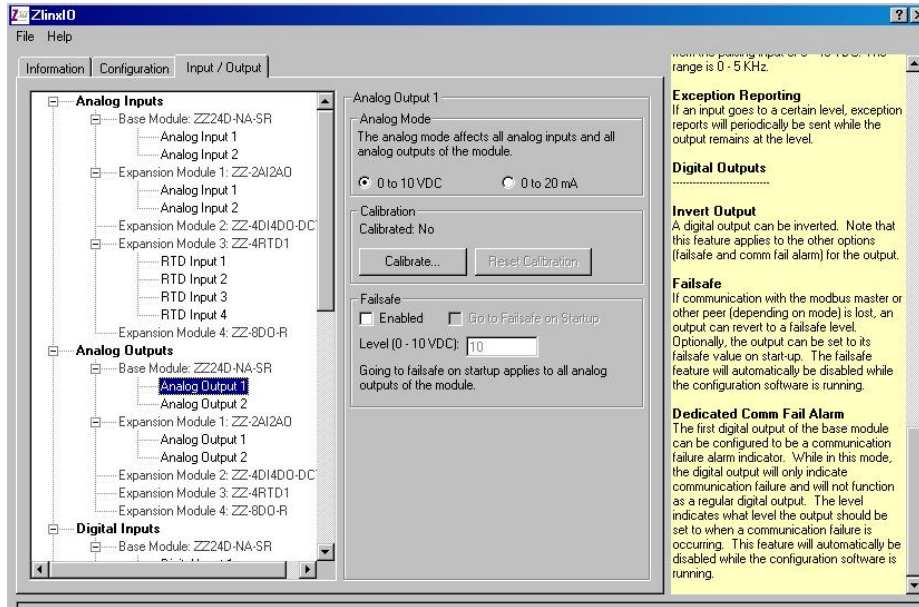 ZlinxIO
File Help
Information Configuration Input / Output
Analog Inputs
Base Module: ZZ24D-NA-SR
Analog Input 1
Analog Input 2
Expansion Module 1: ZZ-2AI2AO
Analog Input 1
Analog Input 2
Expansion Module 2: ZZ-4DI4DO-DC
Expansion Module 3: ZZ-4RTD1
RTD Input 1
RTD Input 2
RTD Input 3
RTD Input 4
Expansion Module 4: ZZ-8DO-R
Analog Outputs
Base Module: ZZ24D-NA-SR
Analog Output 1
Analog Output 2
Expansion Module 1: ZZ-2AI2AO
Analog Output 1
Analog Output 2
Expansion Module 2: ZZ-4DI4DO-DC
Expansion Module 3: ZZ-4RTD1
Expansion Module 4: ZZ-8DO-R
Digital Inputs
Base Module: ZZ24D-NA-SR
Analog Output 1
Analog Mode
The analog mode affects all analog inputs and all
analog outputs of the module.
0 to 10 VDC 0 to 20 mA
Calibration
Calibrated: No
Calibrate... Reset Calibration
Failsafe
Enabled Go to Failsafe on Startup
Level (0 - 10 VDC): 10
Going to failsafe on startup applies to all analog
outputs of the module.
range is 0 - 5 KHz.
Exception Reporting
If an input goes to a certain level, exception
reports will periodically be sent while the
output remains at the level.
Digital Outputs
----------------------------
Invert Output
A digital output can be inverted. Note that
this feature applies to the other options
(failsafe and comm fail alarm) for the output.
Failsafe
If communication with the modbus master or
other peer (depending on mode) is lost, an
output can revert to a failsafe level.
Optionally, the output can be set to its
failsafe value on start-up. The failsafe
feature will automatically be disabled while
the configuration software is running.
Dedicated Comm Fail Alarm
The first digital output of the base module
can be configured to be a communication
failure alarm indicator. While in this mode,
the digital output will only indicate
communication failure and will not function
as a regular digital output. The level
indicates what level the output should be
set to when a communication failure is
occurring. This feature will automatically be
disabled while the configuration software is
running.